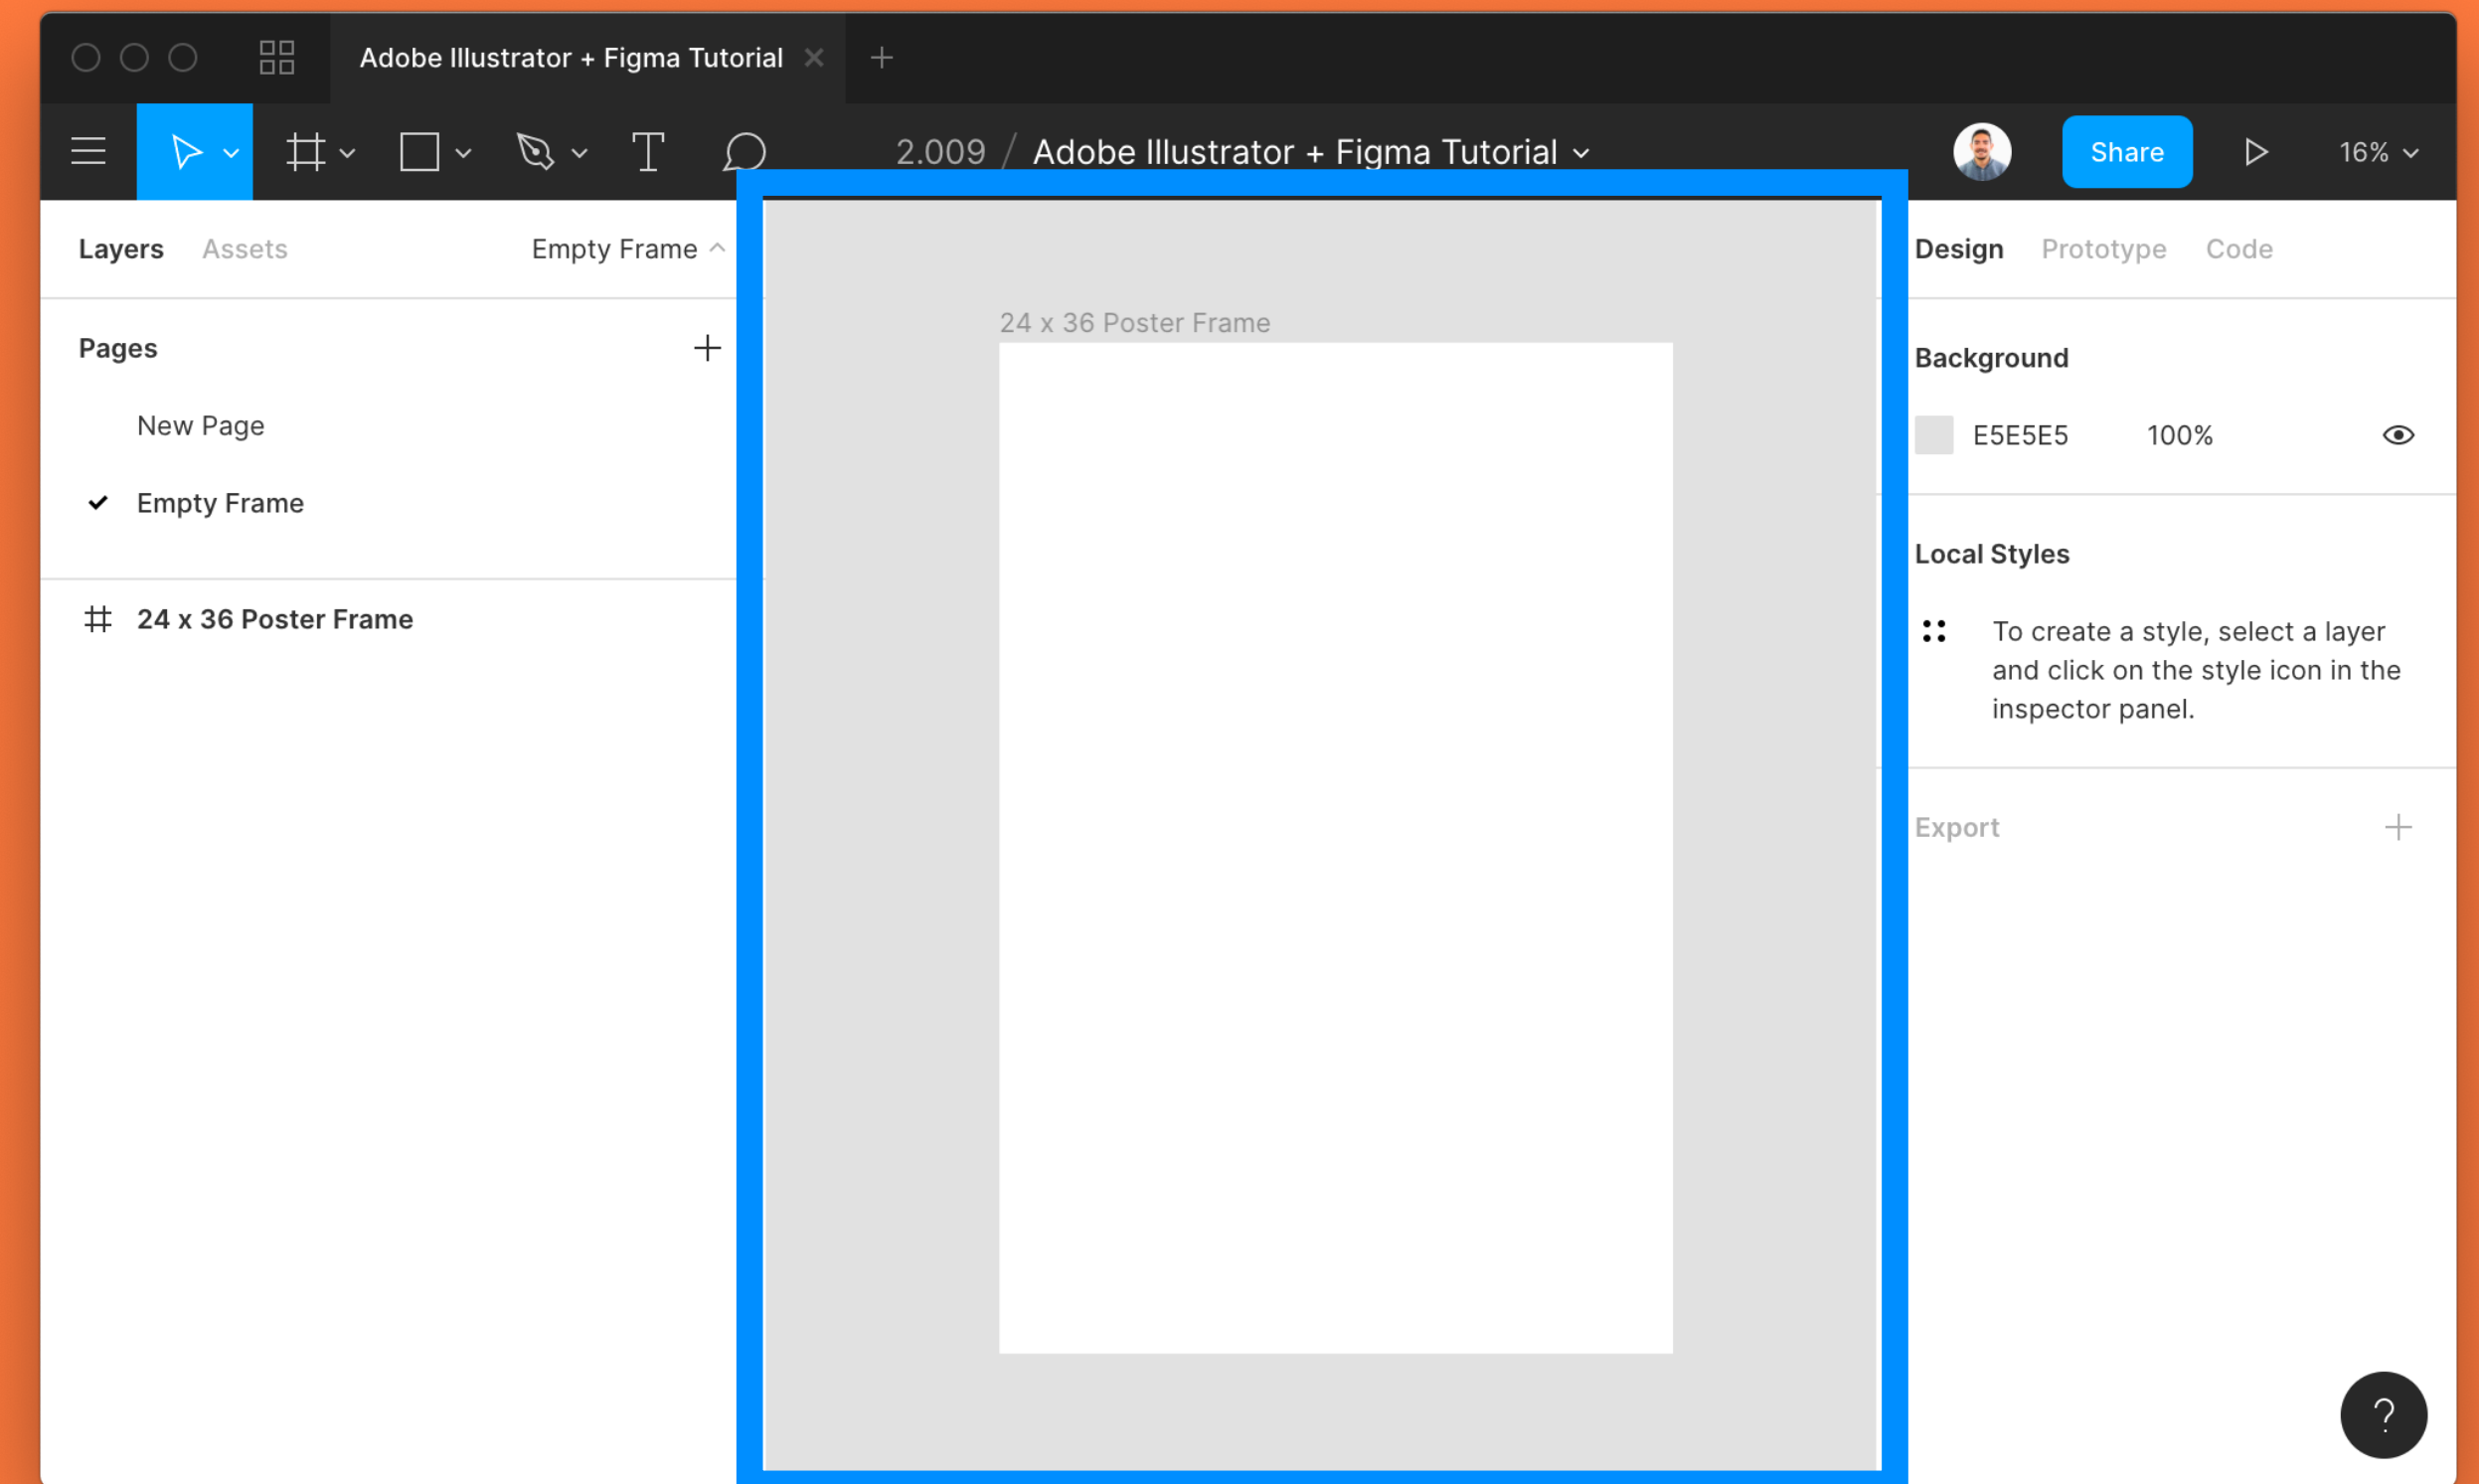 Adobe Illustrator + Figma Tutorial
2.009 / Adobe Illustrator + Figma Tutorial
Share
16%
Layers
Assets
Empty Frame
Pages
New Page
Empty Frame
24 x 36 Poster Frame
24 x 36 Poster Frame
Design
Prototype
Code
Background
E5E5E5
100%
Local Styles
To create a style, select a layer
and click on the style icon in the
inspector panel.
Export
?